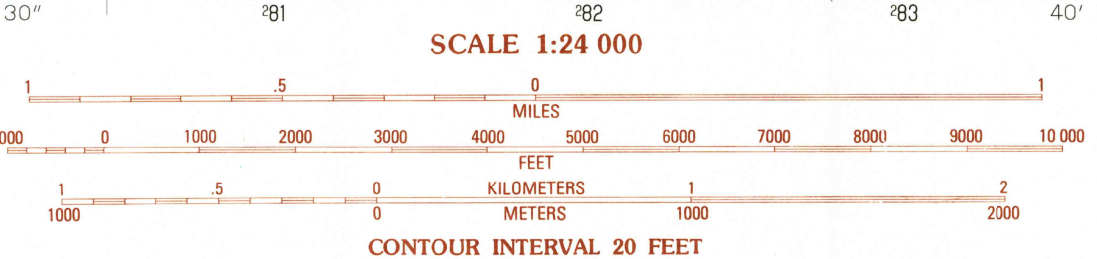 30" ²81 ²82 ²83 40'
SCALE 1:24 000
1 .5 0 1
MILES
0 1000 2000 3000 4000 5000 6000 7000 8000 9000 10 000
FEET
1 .5 0 KILOMETERS 1 2
1000 0 METERS 1000 2000
CONTOUR INTERVAL 20 FEET